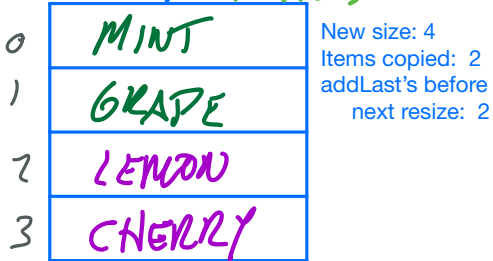 0 MINT
1 GRAPE
2 LEMON
3 CHERRY
New size: 4
Items copied: 2
addLast's before
next resize: 2